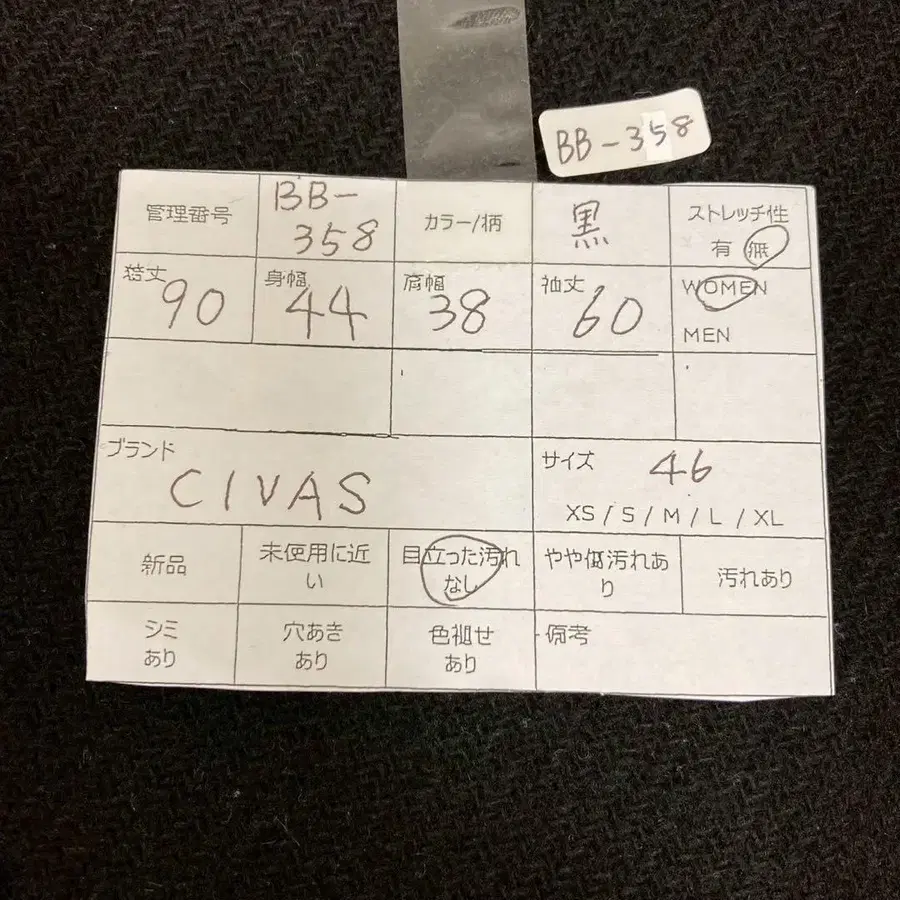 BB-358
管理番号
BB-
358
カラー/柄
黒
ストレッチ性
有 無
総丈
90
身幅
44
肩幅
38
袖丈
60
WOMEN
MEN
ブランド
CIVAS
サイズ
46
XS/S/M/L/XL
新品
未使用に近
い
目立った汚れ
なし
やや傷汚れあ
り
汚れあり
シミ
あり
穴あき
あり
色褪せ
あり
備考